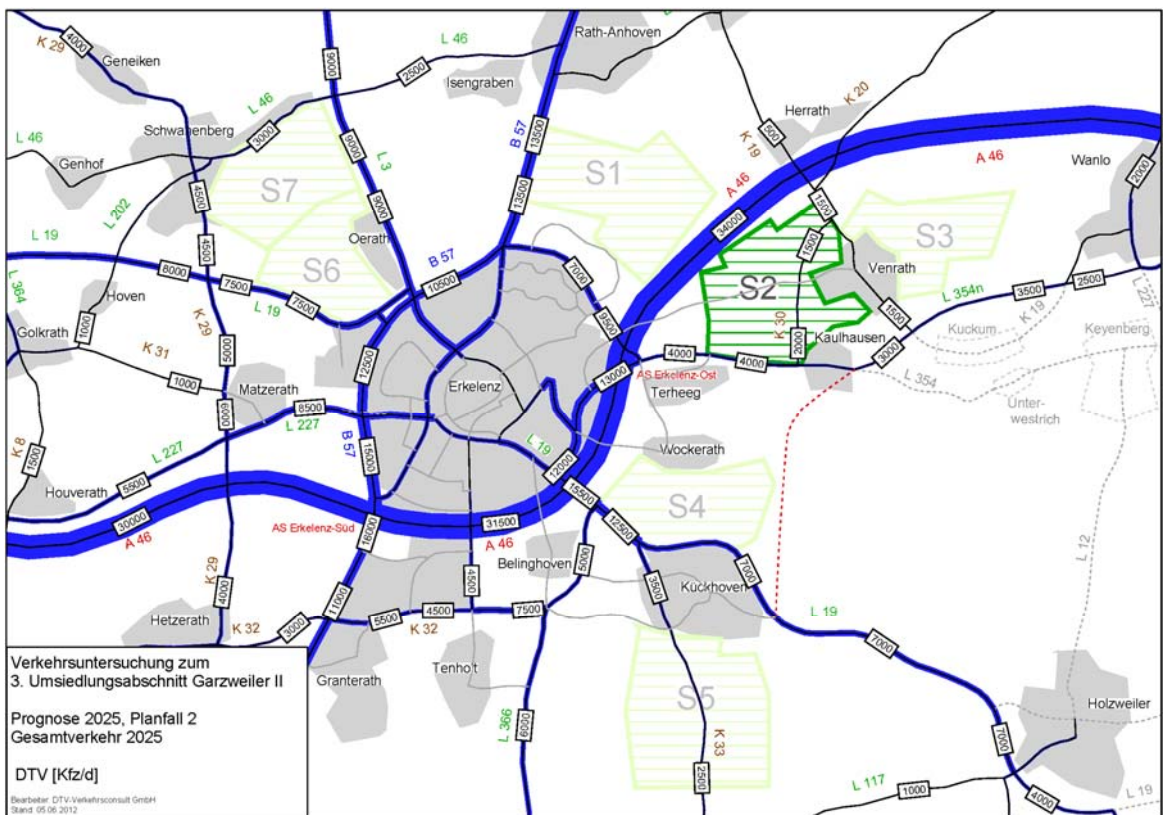 K 29
4000
Geneiken
9000
L 46
2500
Isengraben
Rath-Anhoven
L 46
Schwanenberg
3000
L 46
Genhof
9000
L 3
B 57
13500
S1
500
Herrath
K 20
K 19
A 46
A 46
Wanlo
2000
4500
S7
L 202
9000
13500
34000
1500
L 19
4500
Oerath
B 57
7000
1500
S3
8000
7500
S6
10500
S2
Venrath
L 354n
3500
2500
L 364
Hoven
L 19
7500
9500
K 30
1500
K 19
L 227
Golkrath
1000
K 29
5000
12500
2000
Kaulhausen
3000
Kuckum
Keyenberg
K 31
4000
4000
1000
Matzerath
Erkelenz
13000
AS Erkelenz-Ost
Terheeg
L 354
6000
8500
Unter-
westrich
L 227
B 57
L 19
Wockerath
K 8
1500
L 227
15000
12000
Houverath
5500
15500
S4
30000
A 46
AS Erkelenz-Süd
16000
31500
A 46
12500
L 12
K 29
Belinghoven
5000
3500
Kückhoven
7000
4000
4500
11000
L 19
Hetzerath
K 32
3000
5500
4500
K 32
7500
7000
Granterath
Tenholt
L 366
6000
S5
K 33
2500
Holzweiler
7000
L 117
1000
4000
L 19
Verkehrsuntersuchung zum
3. Umsiedlungsabschnitt Garzweiler II
Prognose 2025, Planfall 2
Gesamtverkehr 2025
DTV [Kfz/d]
Bearbeiter: DTV-Verkehrsconsult GmbH
Stand: 05.06.2012